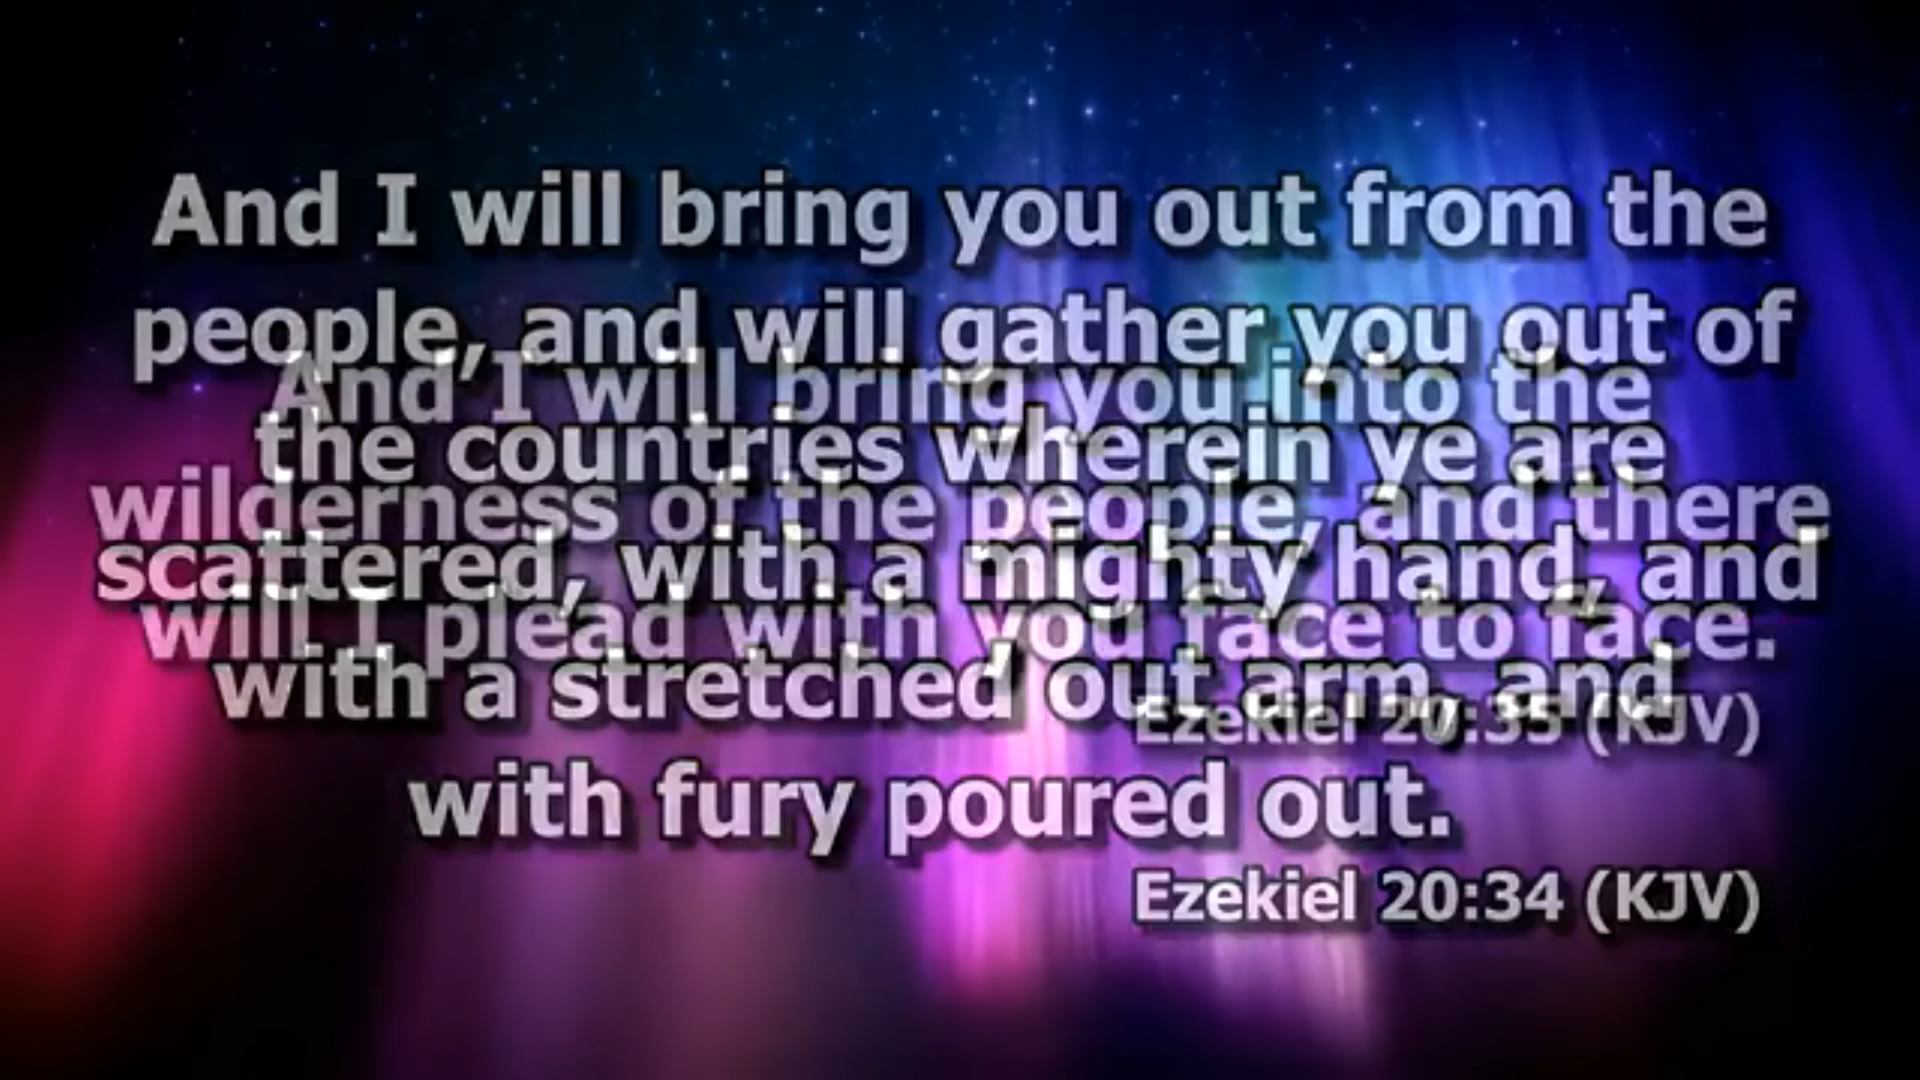 And I will bring you out from the
people, and will gather you out of
the countries wherein ye are
scattered, with a mighty hand, and
with a stretched out arm, and
with fury poured out.
Ezekiel 20:34 (KJV)
And I will bring you into the
wilderness of the people, and there
will I plead with you face to face.
Ezekiel 20:35 (KJV)